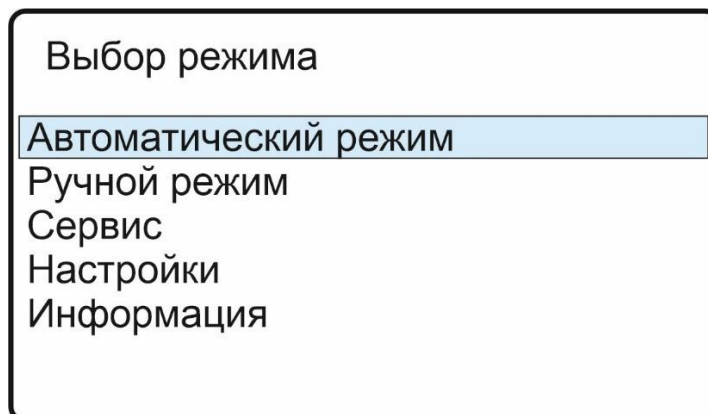 Выбор режима
Автоматический режим
Ручной режим
Сервис
Настройки
Информация